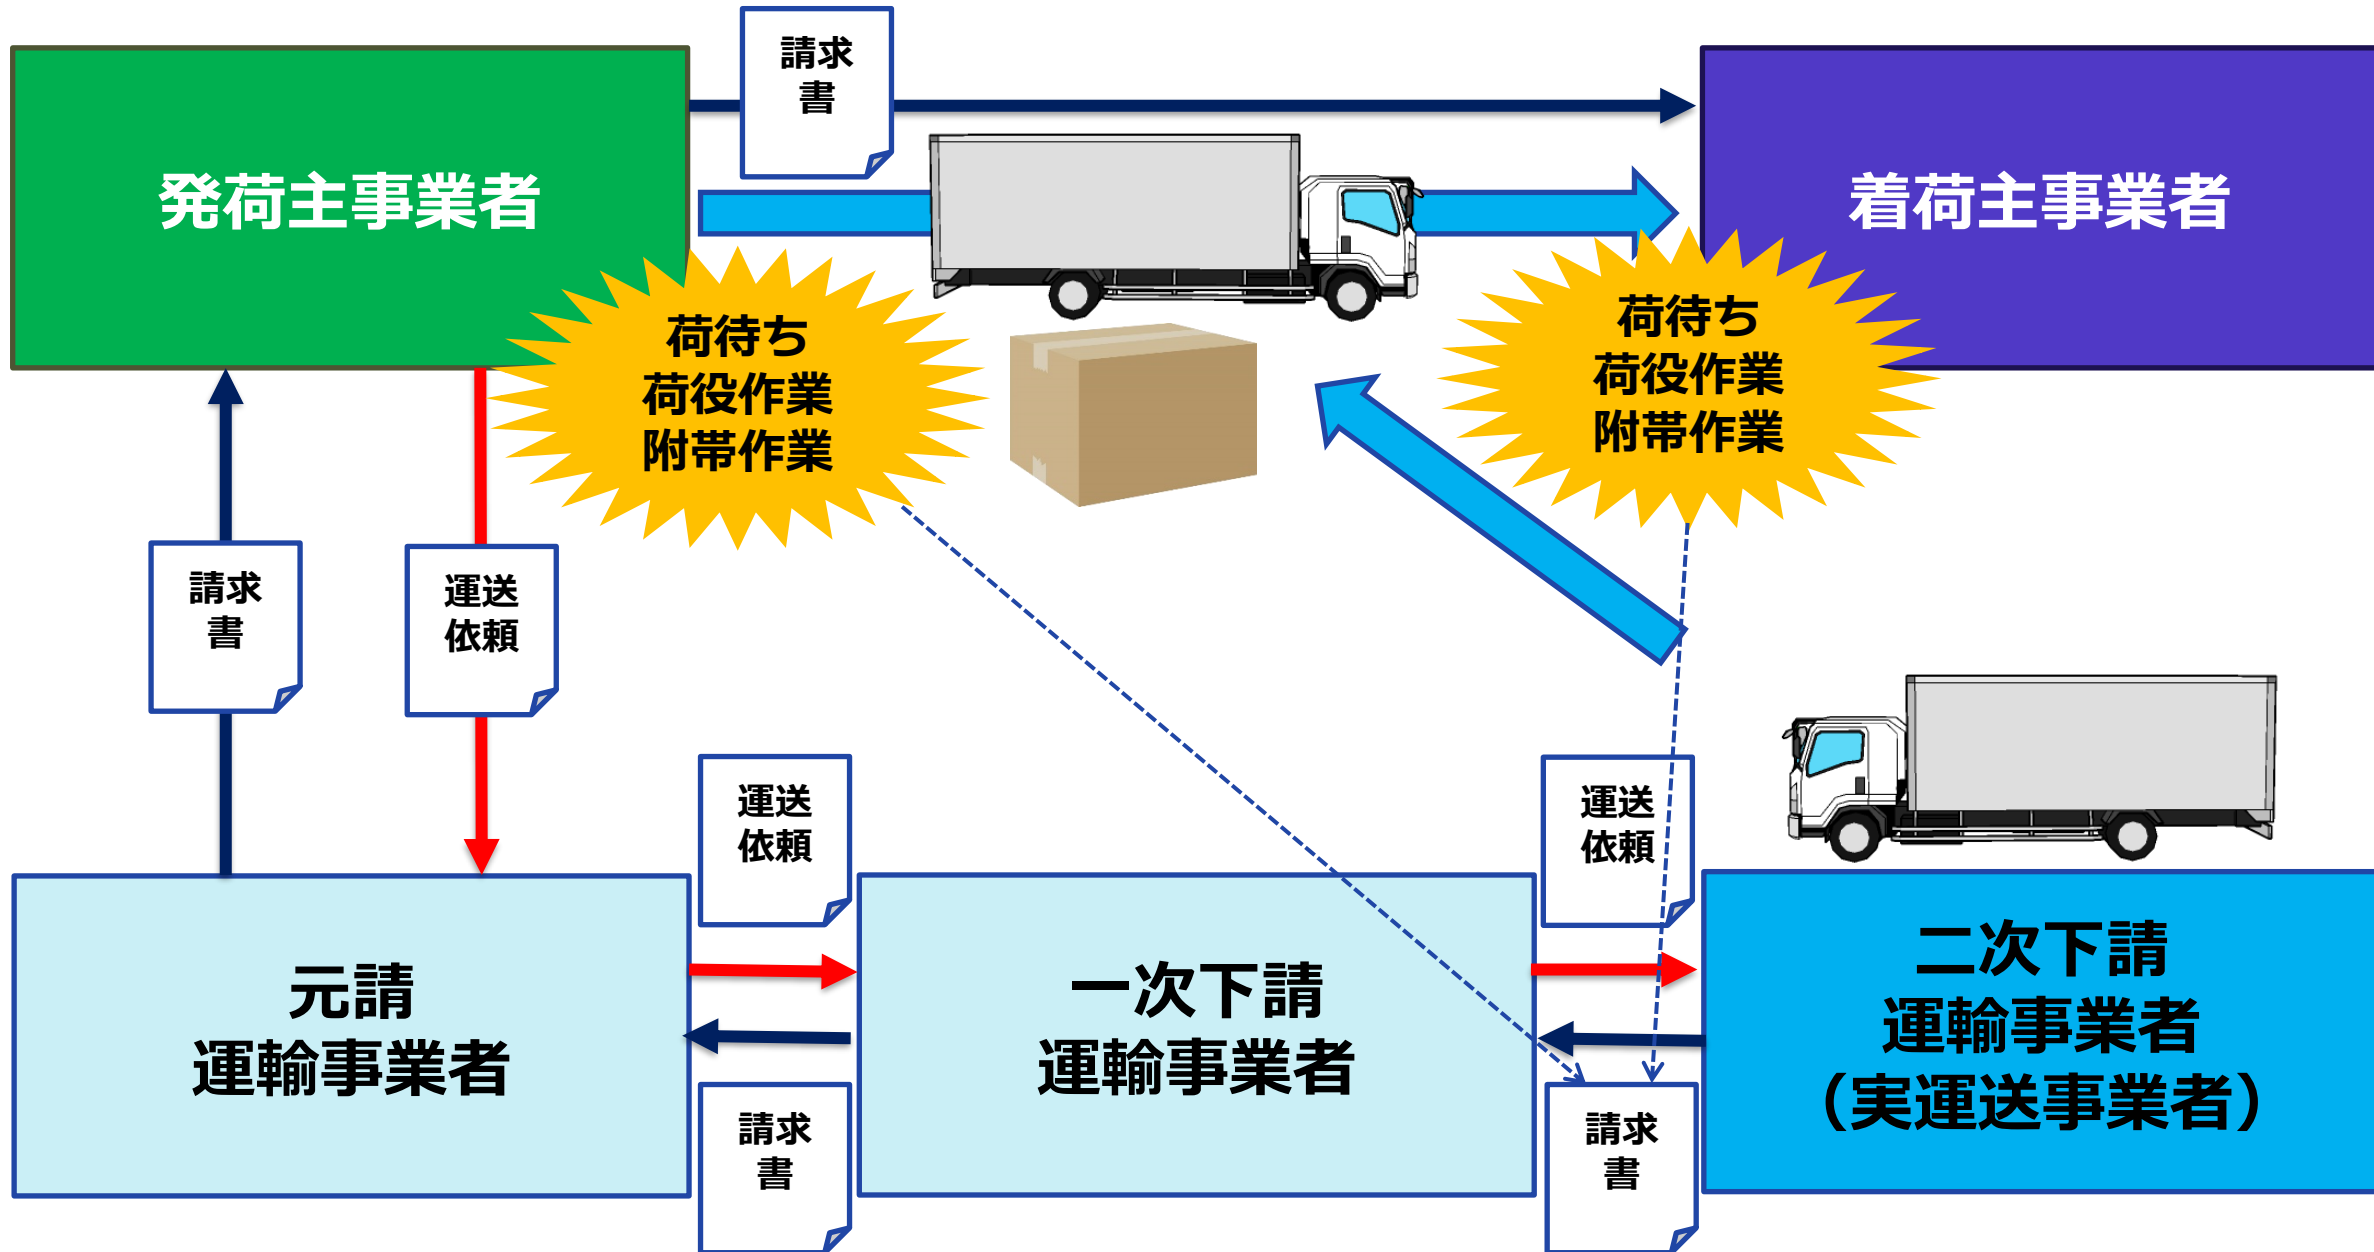 請求
書
発荷主事業者
着荷主事業者
荷待ち
荷役作業
附帯作業
荷待ち
荷役作業
附帯作業
請求
書
運送
依頼
運送
依頼
運送
依頼
元請
運輸事業者
一次下請
運輸事業者
二次下請
運輸事業者
（実運送事業者）
請求
書
請求
書